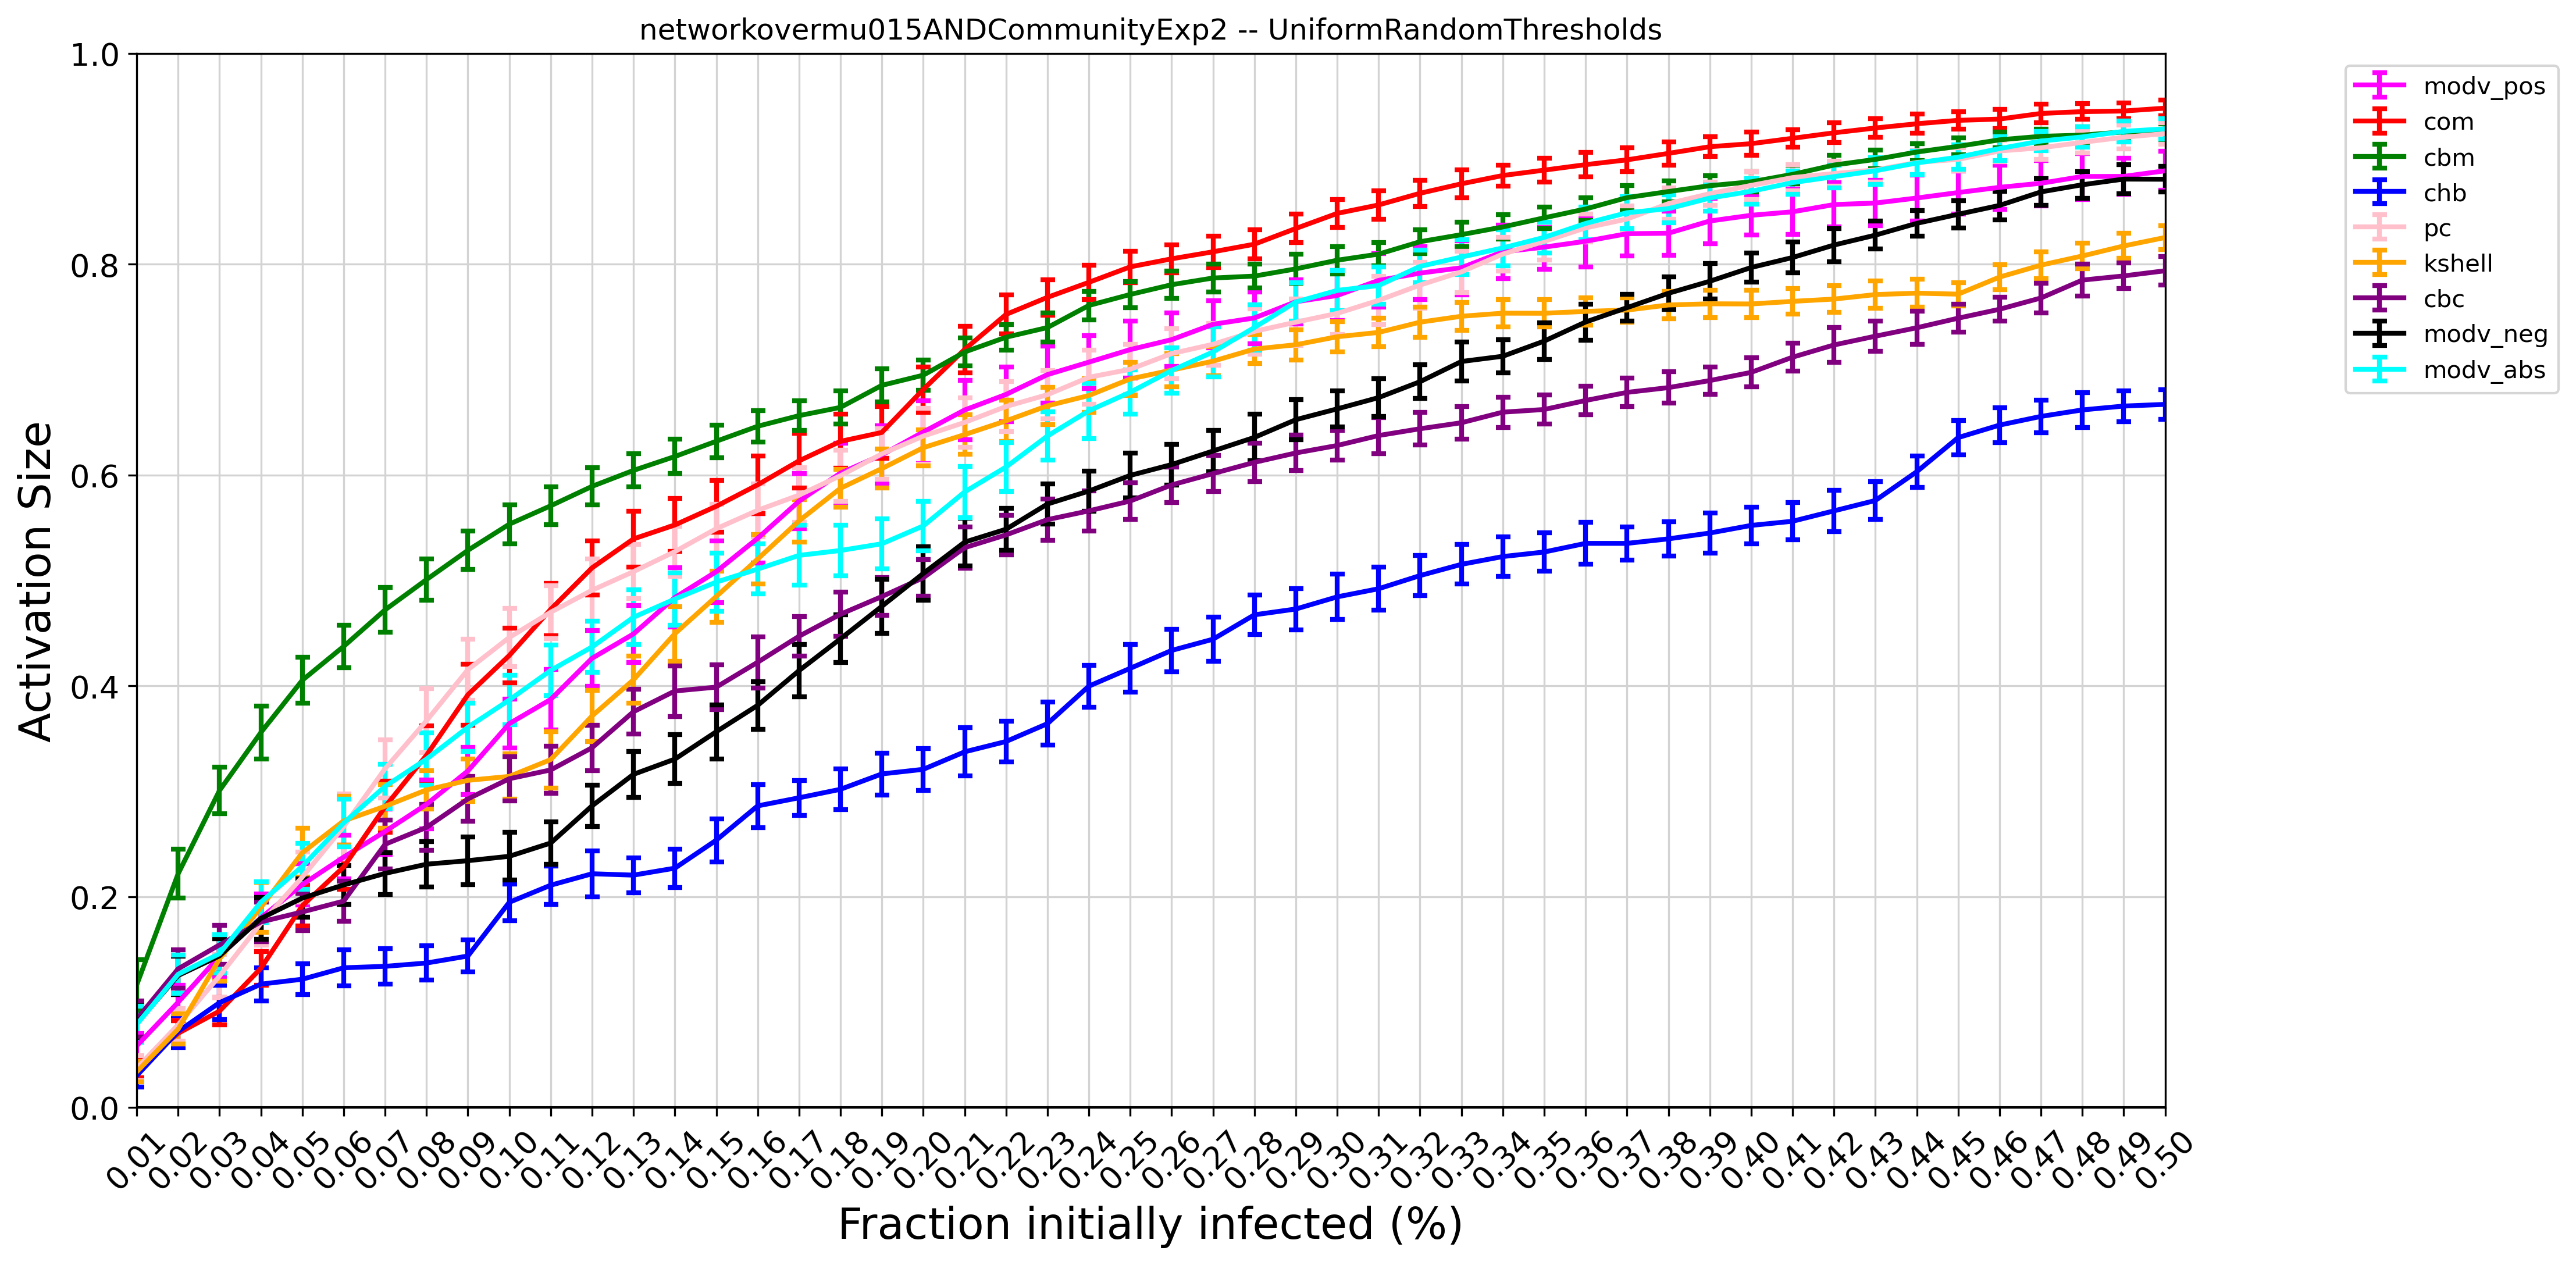 networkovermu015ANDCommunityExp2 -- UniformRandomThresholds
1.0
0.8
0.6
0.4
0.2
0.0
Activation Size
0.01 0.02 0.03 0.04 0.05 0.06 0.07 0.08 0.09 0.10 0.11 0.12 0.13 0.14 0.15 0.16 0.17 0.18 0.19 0.20 0.21 0.22 0.23 0.24 0.25 0.26 0.27 0.28 0.29 0.30 0.31 0.32 0.33 0.34 0.35 0.36 0.37 0.38 0.39 0.40 0.41 0.42 0.43 0.44 0.45 0.46 0.47 0.48 0.49 0.50
Fraction initially infected (%)
modv_pos
com
cbm
chb
pc
kshell
cbc
modv_neg
modv_abs